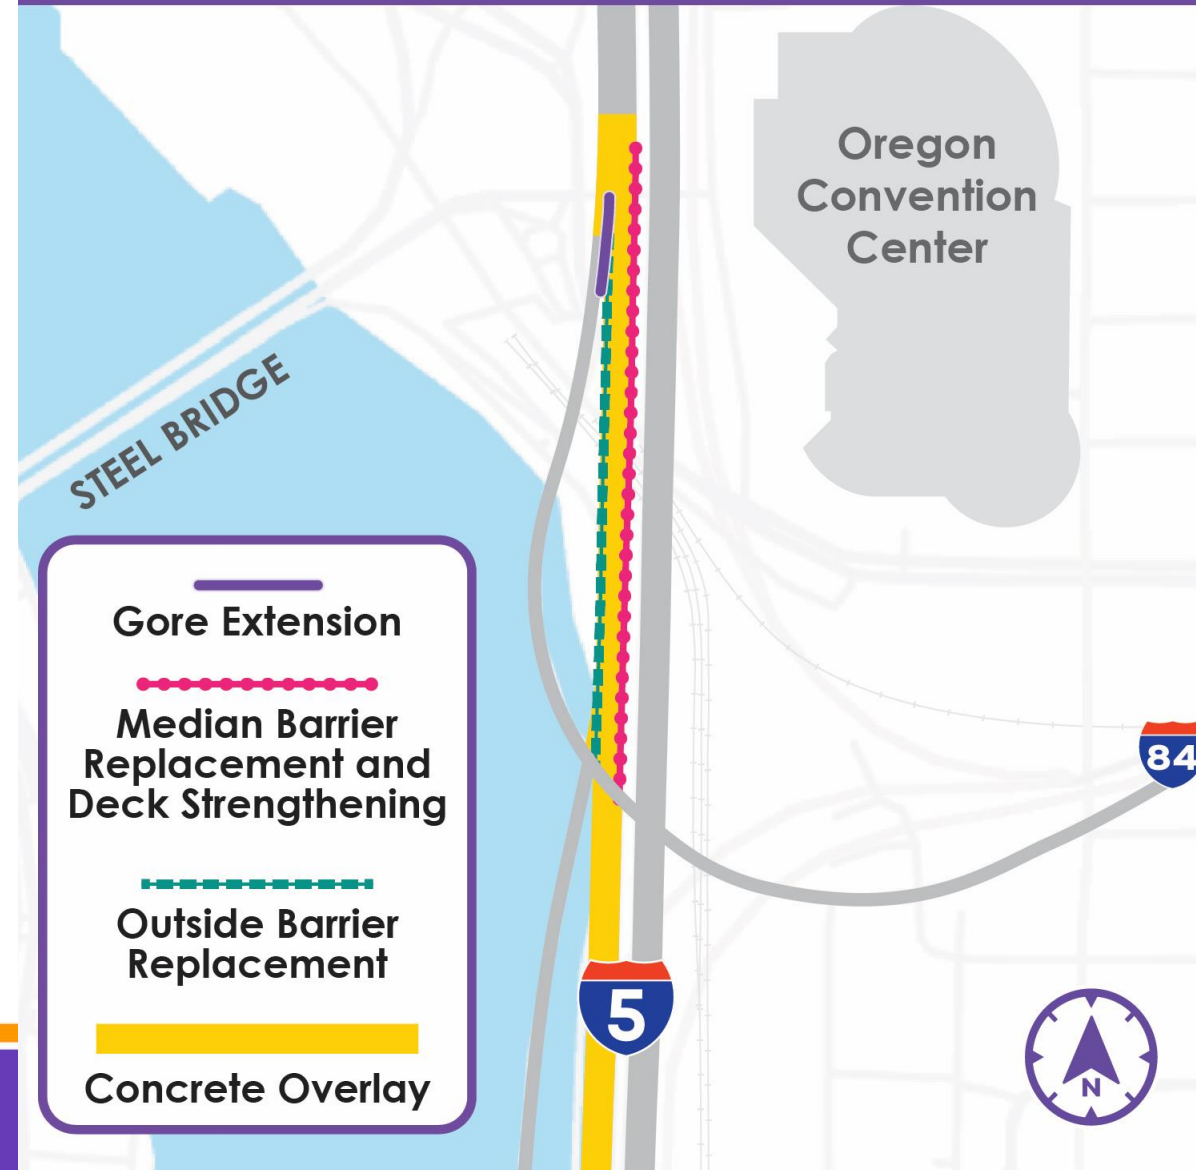 Oregon
Convention
Center
STEEL BRIDGE
Gore Extension
Median Barrier
Replacement and
Deck Strengthening
Outside Barrier
Replacement
Concrete Overlay
84
5
N